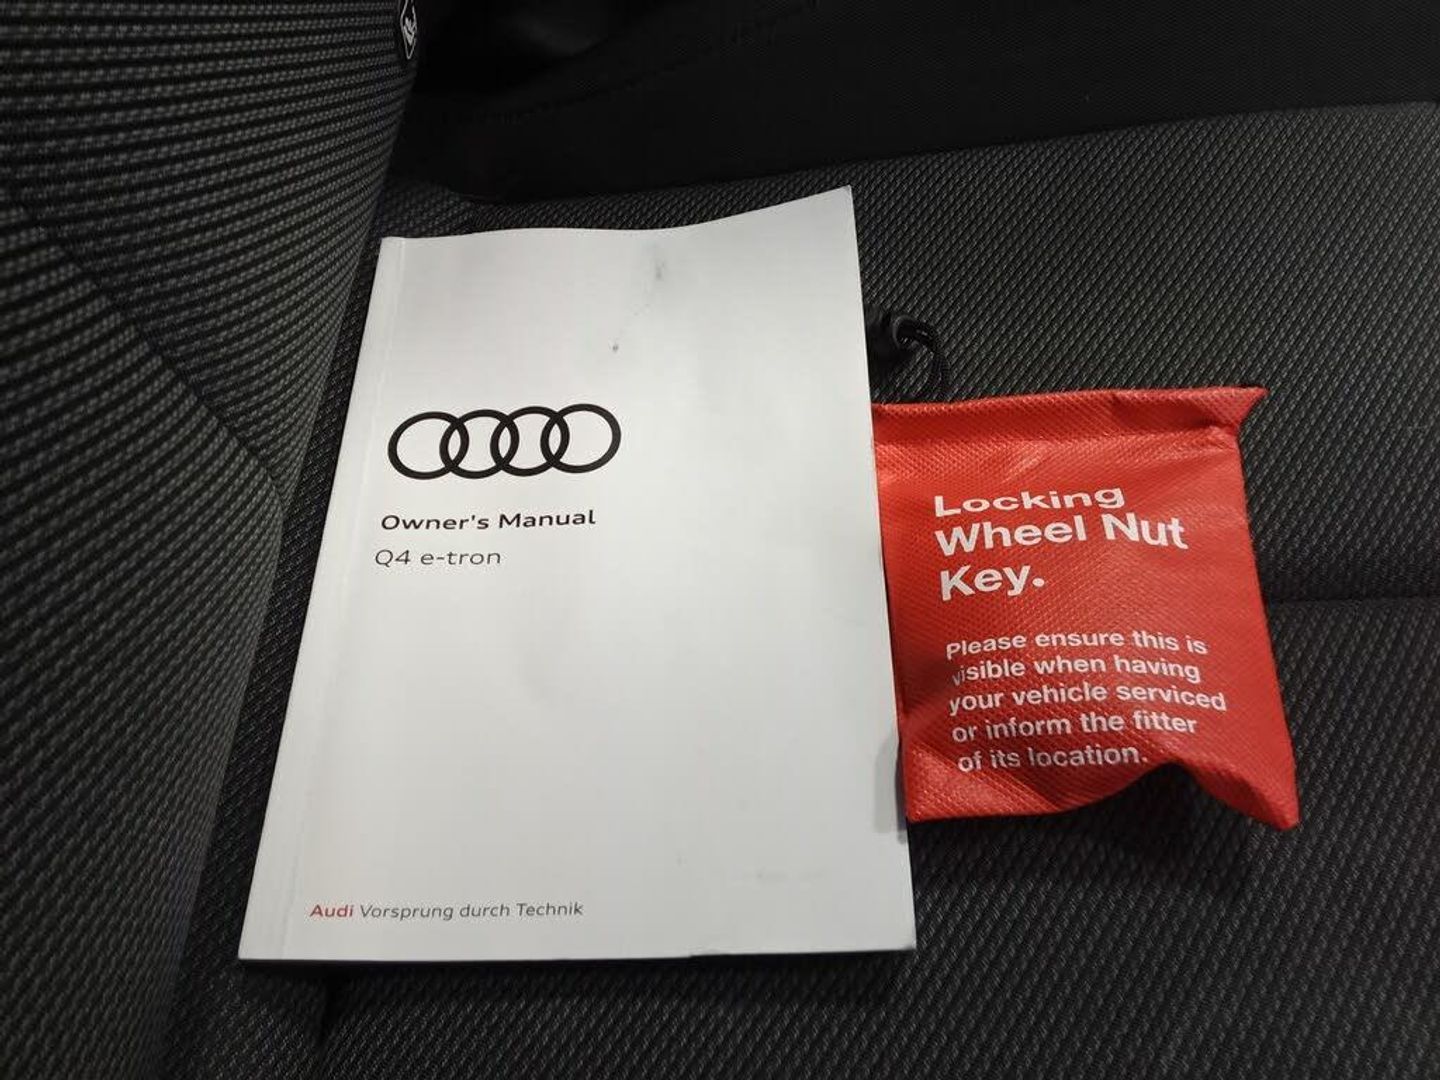 Owner's Manual
Q4 e-tron
Audi Vorsprung durch Technik
Locking
Wheel Nut
Key.
Please ensure this is
visible when having
your vehicle serviced
or inform the fitter
of its location.